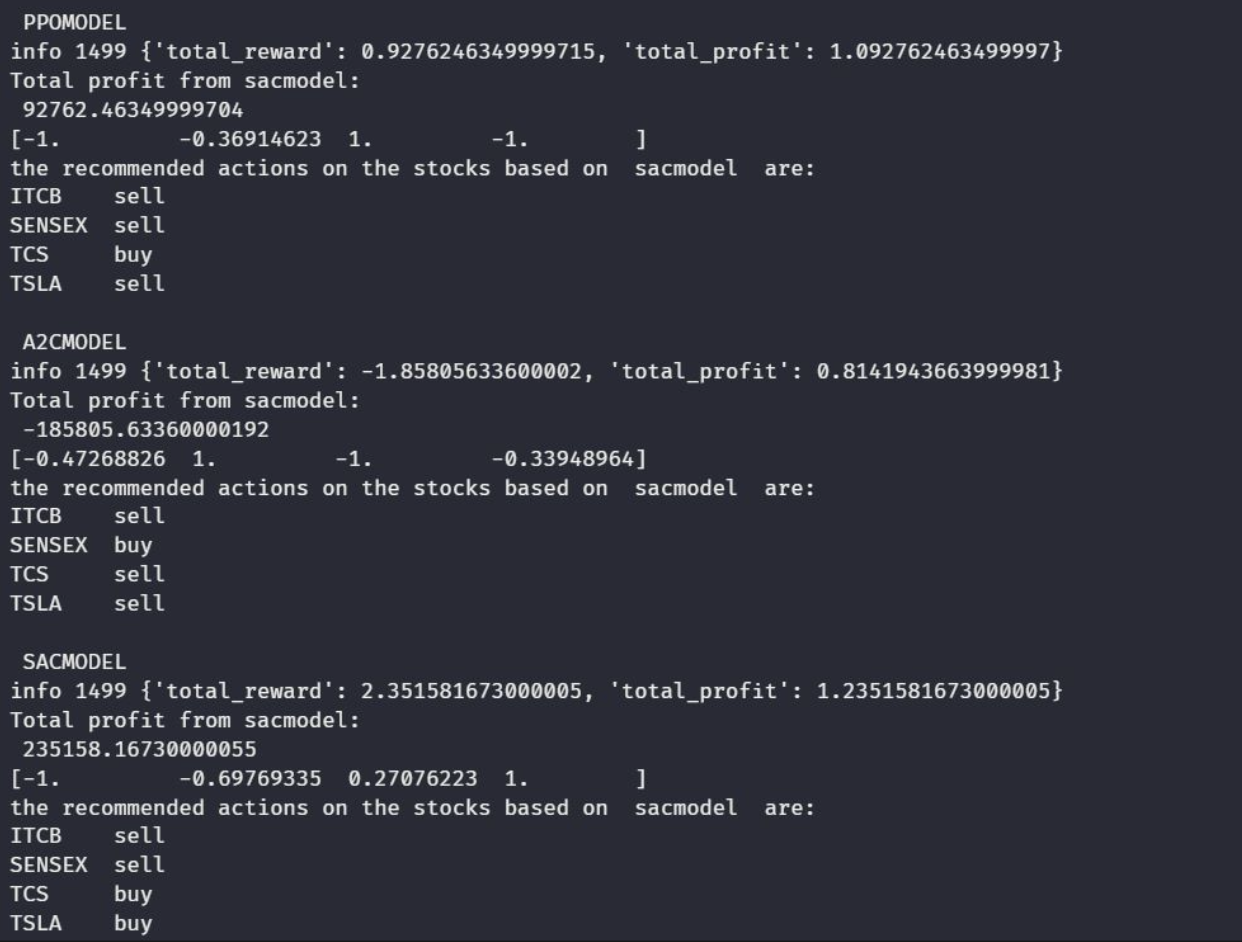 PPOMODEL
info 1499 {'total_reward': 0.9276246349999715, 'total_profit': 1.092762463499997}
Total profit from sacmodel:
 92762.46349999704
[-1.         -0.36914623  1.         -1.        ]
the recommended actions on the stocks based on  sacmodel  are:
ITCB    sell
SENSEX  sell
TCS     buy
TSLA    sell

 A2CMODEL
info 1499 {'total_reward': -1.85805633600002, 'total_profit': 0.8141943663999981}
Total profit from sacmodel:
 -185805.63360000192
[-0.47268826  1.         -1.         -0.33948964]
the recommended actions on the stocks based on  sacmodel  are:
ITCB    sell
SENSEX  buy
TCS     sell
TSLA    sell

 SACMODEL
info 1499 {'total_reward': 2.351581673000005, 'total_profit': 1.2351581673000005}
Total profit from sacmodel:
 235158.16730000055
[-1.         -0.69769335  0.27076223  1.        ]
the recommended actions on the stocks based on  sacmodel  are:
ITCB    sell
SENSEX  sell
TCS     buy
TSLA    buy